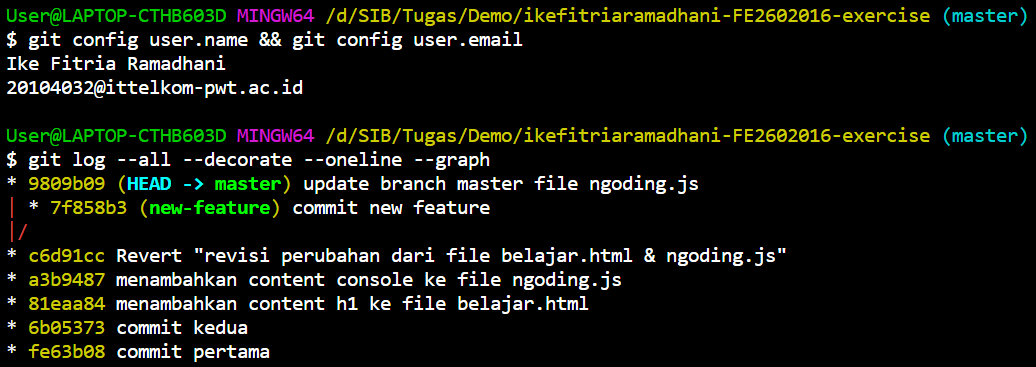 User@LAPTOP-CTHB603D MINGW64 /d/SIB/Tugas/Demo/ikefitriaramadhani-FE2602016-exercise (master)
$ git config user.name && git config user.email
Ike Fitria Ramadhani
20104032@ittelkom-pwt.ac.id

User@LAPTOP-CTHB603D MINGW64 /d/SIB/Tugas/Demo/ikefitriaramadhani-FE2602016-exercise (master)
$ git log --all --decorate --oneline --graph
* 9809b09 (HEAD -> master) update branch master file ngoding.js
| * 7f858b3 (new-feature) commit new feature
|/
* c6d91cc Revert "revisi perubahan dari file belajar.html & ngoding.js"
* a3b9487 menambahkan content console ke file ngoding.js
* 81eaa84 menambahkan content h1 ke file belajar.html
* 6b05373 commit kedua
* fe63b08 commit pertama